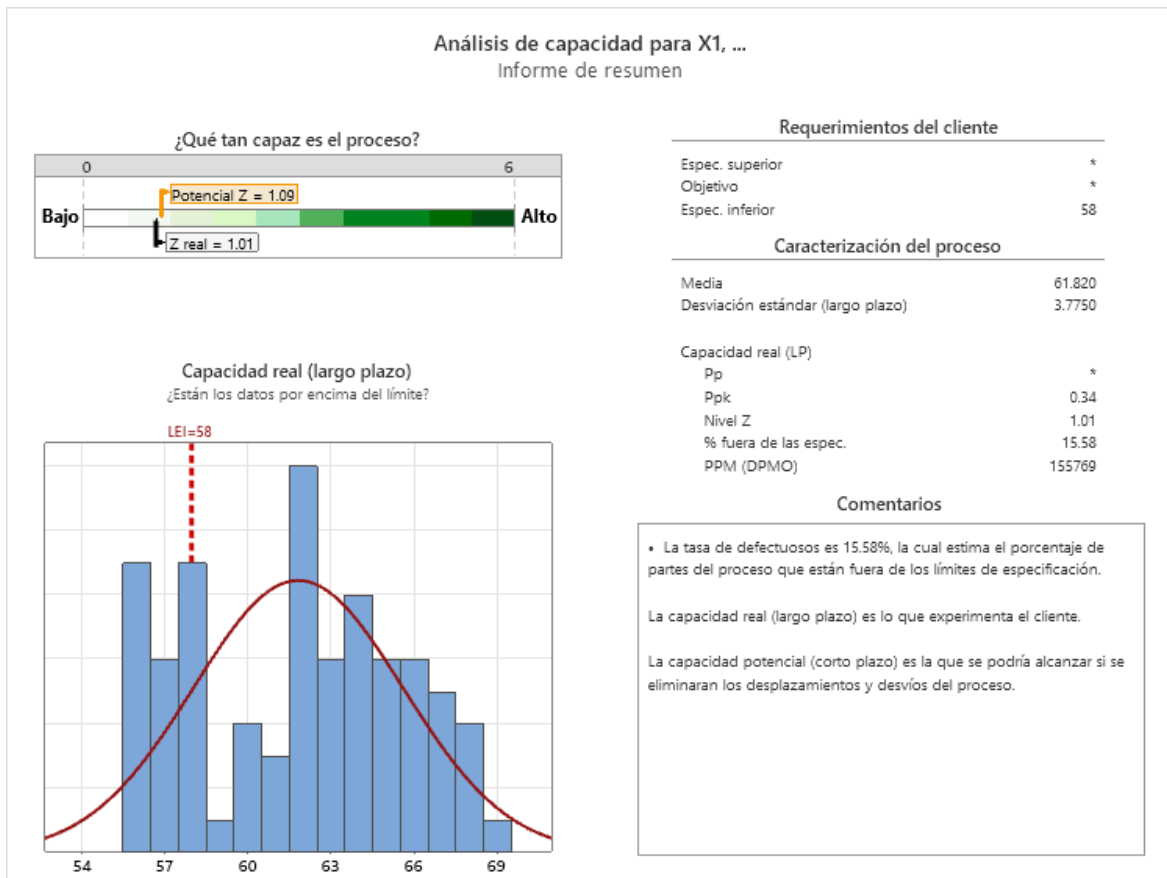 Análisis de capacidad para X1, ...
Informe de resumen
¿Qué tan capaz es el proceso?
0 6
Potencial Z = 1.09
Bajo Alto
Z real = 1.01
Requerimientos del cliente
Espec. superior *
Objetivo *
Espec. inferior 58
Caracterización del proceso
Media 61.820
Desviación estándar (largo plazo) 3.7750
Capacidad real (LP)
Pp *
Ppk 0.34
Nivel Z 1.01
% fuera de las espec. 15.58
PPM (DPMO) 155769
Capacidad real (largo plazo)
¿Están los datos por encima del límite?
LEI=58
54 57 60 63 66 69
Comentarios
• La tasa de defectuosos es 15.58%, la cual estima el porcentaje de
partes del proceso que están fuera de los límites de especificación.
La capacidad real (largo plazo) es lo que experimenta el cliente.
La capacidad potencial (corto plazo) es la que se podría alcanzar si se
eliminaran los desplazamientos y desvíos del proceso.